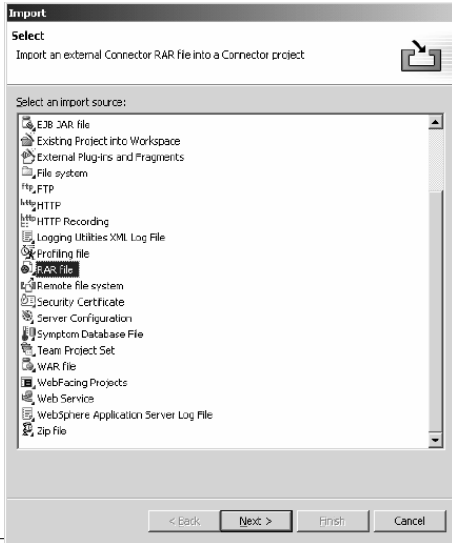 Import
Select
Import an external Connector RAR file into a Connector project
Select an import source:
EJB JAR file
Existing Project into Workspace
External Plug-ins and Fragments
File system
FTP
HTTP
HTTP Recording
Logging Utilities XML Log File
Profiling file
RAR file
Remote file system
Security Certificate
Server Configuration
Symptom Database File
Team Project Set
WAR file
WebFacing Projects
Web Service
WebSphere Application Server Log File
Zip file
< Back Next > Finish Cancel